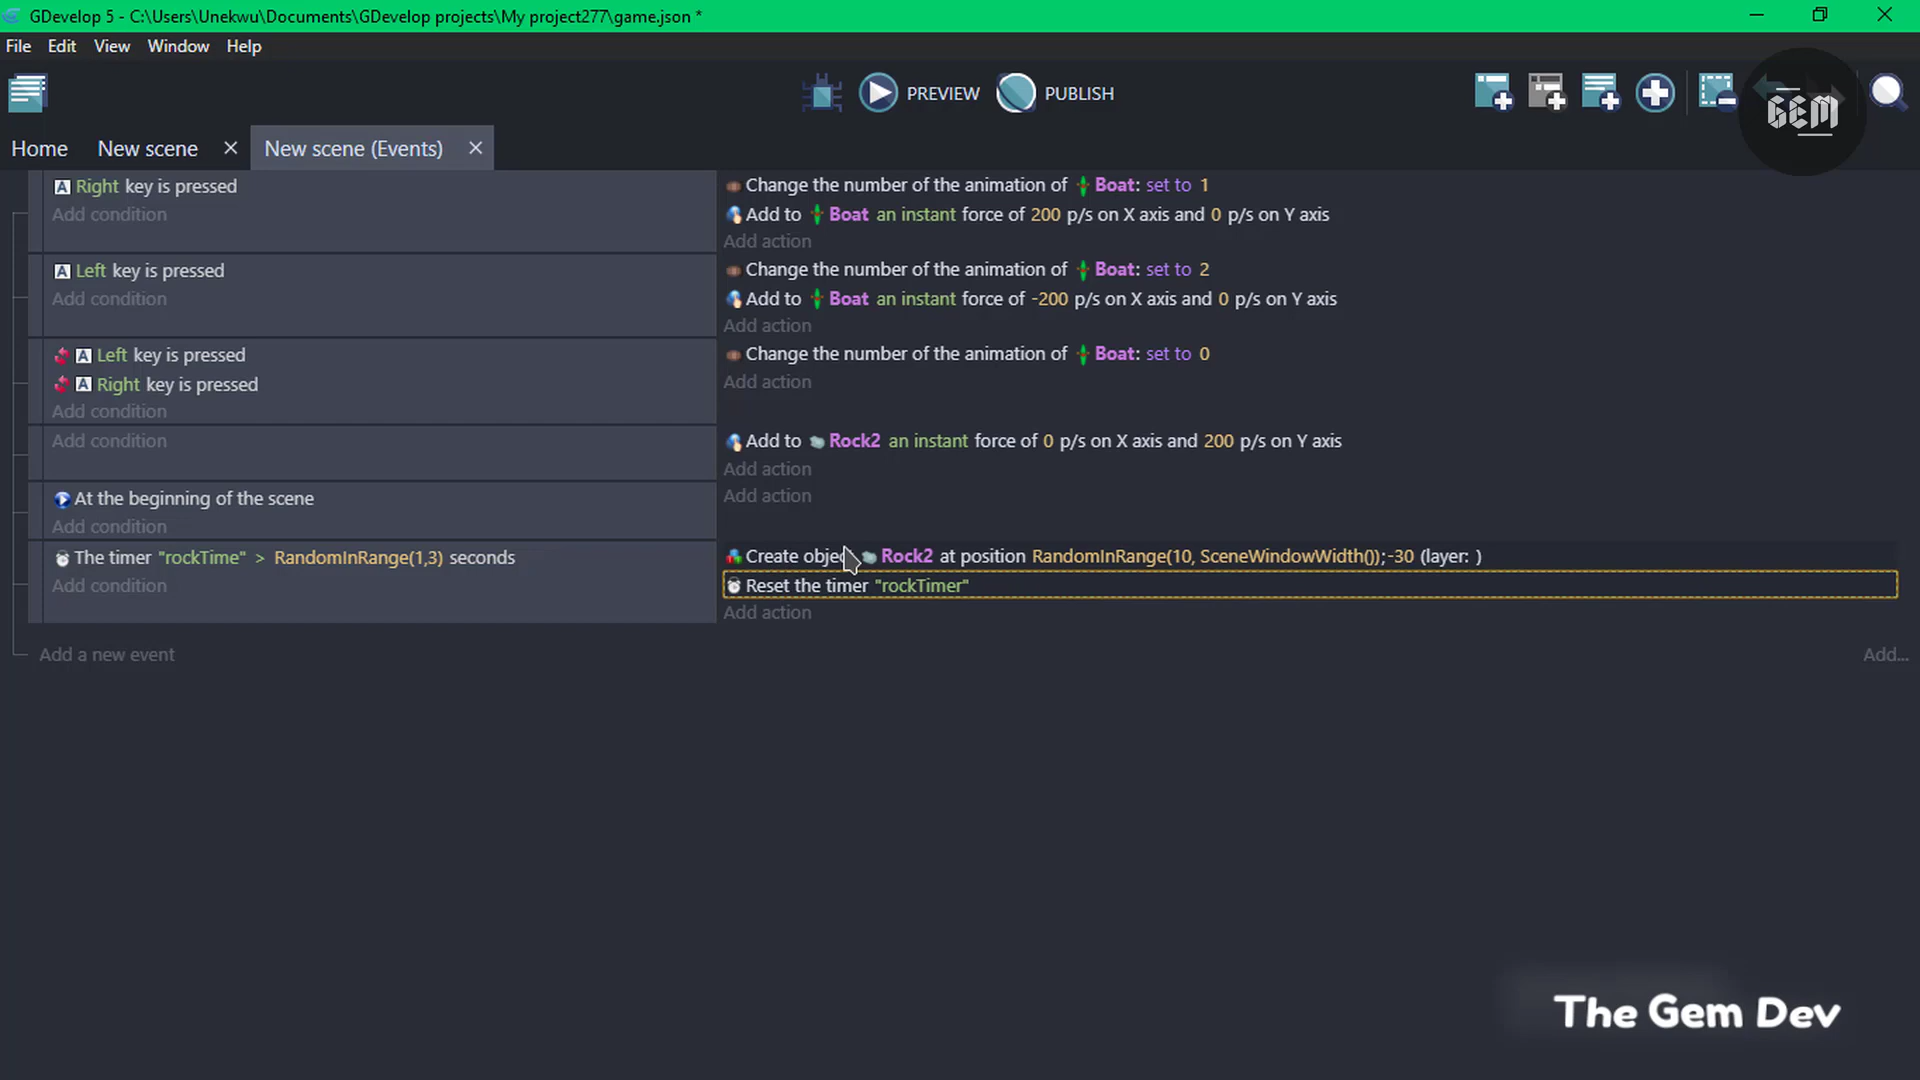 GDevelop 5 - C:\Users\Unekwu\Documents\GDevelop projects\My project277\game.json *
File Edit View Window Help
PREVIEW PUBLISH
GEM
Home New scene New scene (Events)
Right key is pressed
Add condition
Change the number of the animation of Boat: set to 1
Add to Boat an instant force of 200 p/s on X axis and 0 p/s on Y axis
Add action
Left key is pressed
Add condition
Change the number of the animation of Boat: set to 2
Add to Boat an instant force of -200 p/s on X axis and 0 p/s on Y axis
Add action
A Left key is pressed
A Right key is pressed
Add condition
Change the number of the animation of Boat: set to 0
Add action
Add condition
Add to Rock2 an instant force of 0 p/s on X axis and 200 p/s on Y axis
Add action
At the beginning of the scene
Add condition
Add action
The timer "rockTime" > RandomInRange(1,3) seconds
Add condition
Create objec Rock2 at position RandomInRange(10, SceneWindowWidth());-30 (layer: )
Reset the timer "rockTimer"
Add action
Add a new event
Add...
The Gem Dev